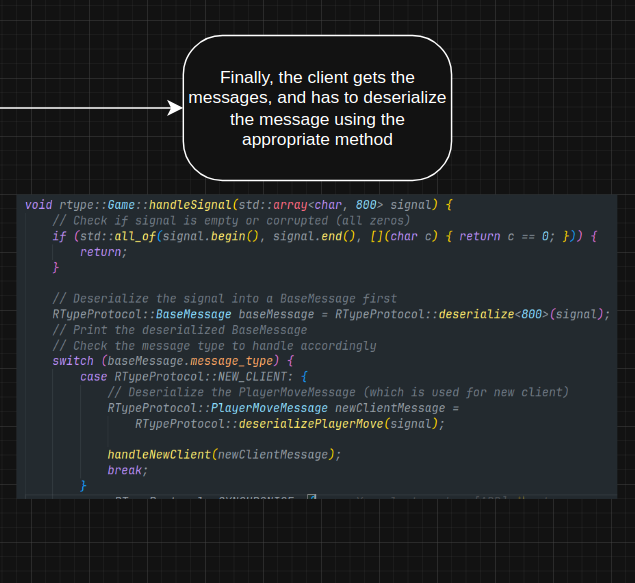 Finally, the client gets the
messages, and has to deserialize
the message using the
appropriate method
void rtype::Game::handleSignal(std::array<char, 800> signal) {
    // Check if signal is empty or corrupted (all zeros)
    if (std::all_of(signal.begin(), signal.end(), [](char c) { return c == 0; })) {
        return;
    }
    // Deserialize the signal into a BaseMessage first
    RTypeProtocol::BaseMessage baseMessage = RTypeProtocol::deserialize<800>(signal);
    // Print the deserialized BaseMessage
    // Check the message type to handle accordingly
    switch (baseMessage.message_type) {
        case RTypeProtocol::NEW_CLIENT: {
            // Deserialize the PlayerMoveMessage (which is used for new client)
            RTypeProtocol::PlayerMoveMessage newClientMessage =
                RTypeProtocol::deserializePlayerMove(signal);
            handleNewClient(newClientMessage);
            break;
        }